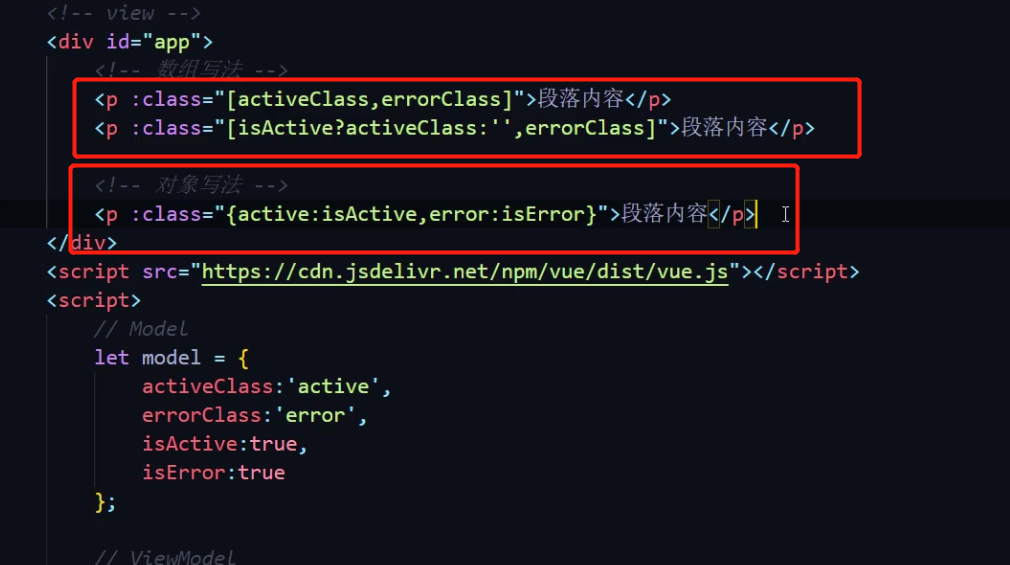 <!-- view -->
<div id="app">
<!-- 数组写法 -->
<p :class="[activeClass,errorClass]">段落内容</p>
<p :class="[isActive?activeClass:'',errorClass]">段落内容</p>
<!-- 对象写法 -->
<p :class="{active:isActive,error:isError}">段落内容</p>
</div>
<script src="https://cdn.jsdelivr.net/npm/vue/dist/vue.js"></script>
<script>
// Model
let model = {
activeClass:'active',
errorClass:'error',
isActive:true,
isError:true
};
// ViewModel